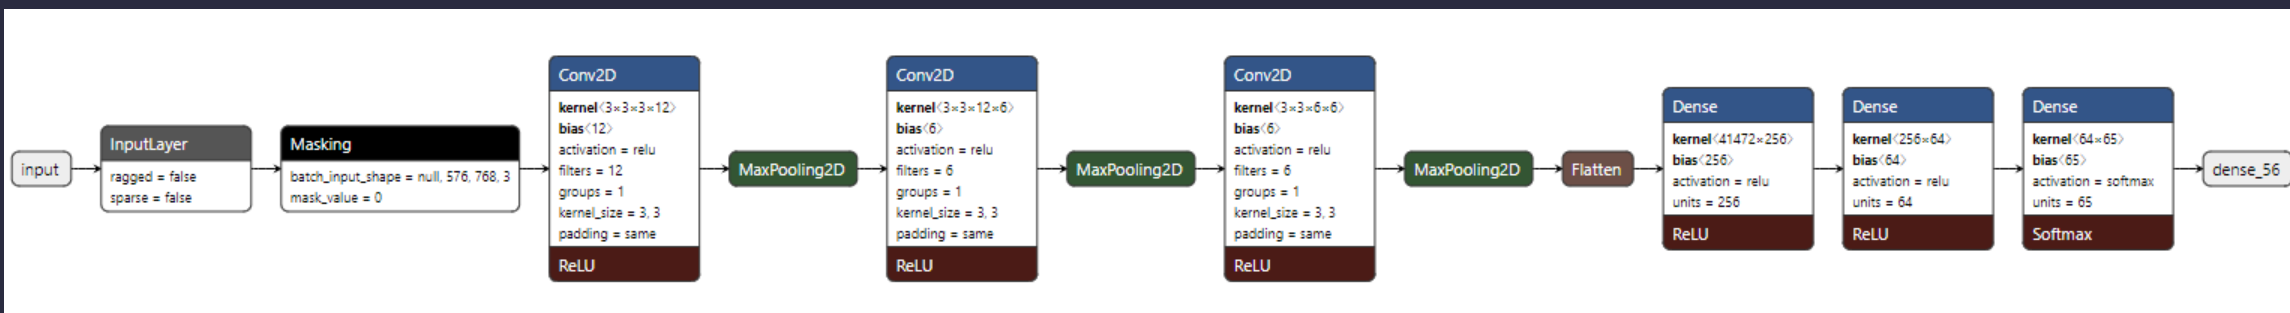 input
InputLayer
ragged = false
sparse = false
Masking
batch_input_shape = null, 576, 768, 3
mask_value = 0
Conv2D
kernel〈3×3×3×12〉
bias〈12〉
activation = relu
filters = 12
groups = 1
kernel_size = 3, 3
padding = same
ReLU
MaxPooling2D
Conv2D
kernel〈3×3×12×6〉
bias〈6〉
activation = relu
filters = 6
groups = 1
kernel_size = 3, 3
padding = same
ReLU
MaxPooling2D
Conv2D
kernel〈3×3×6×6〉
bias〈6〉
activation = relu
filters = 6
groups = 1
kernel_size = 3, 3
padding = same
ReLU
MaxPooling2D
Flatten
Dense
kernel〈41472×256〉
bias〈256〉
activation = relu
units = 256
ReLU
Dense
kernel〈256×64〉
bias〈64〉
activation = relu
units = 64
ReLU
Dense
kernel〈64×65〉
bias〈65〉
activation = softmax
units = 65
Softmax
dense_56